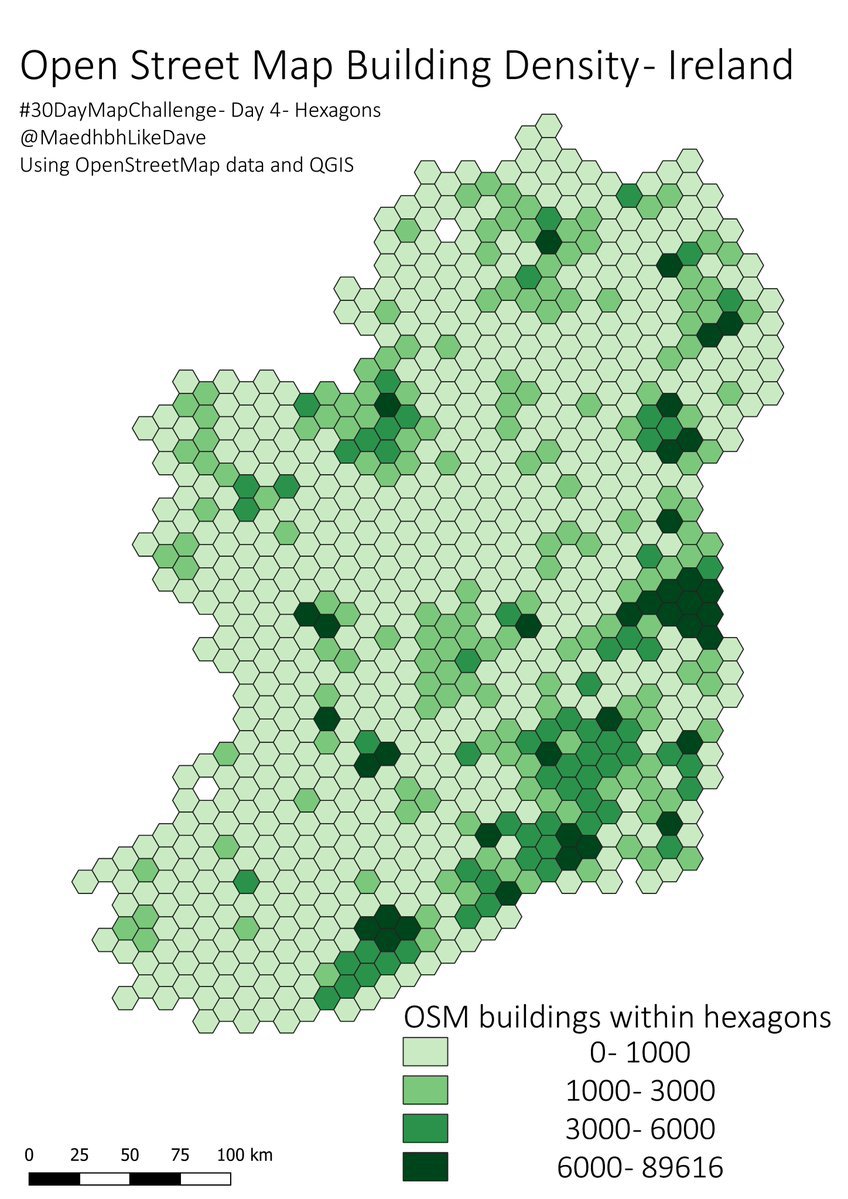 Open Street Map Building Density- Ireland
#30DayMapChallenge- Day 4- Hexagons
@MaedhbhLikeDave
Using OpenStreetMap data and QGIS
OSM buildings within hexagons
0- 1000
1000- 3000
3000- 6000
6000- 89616
0 25 50 75 100 km